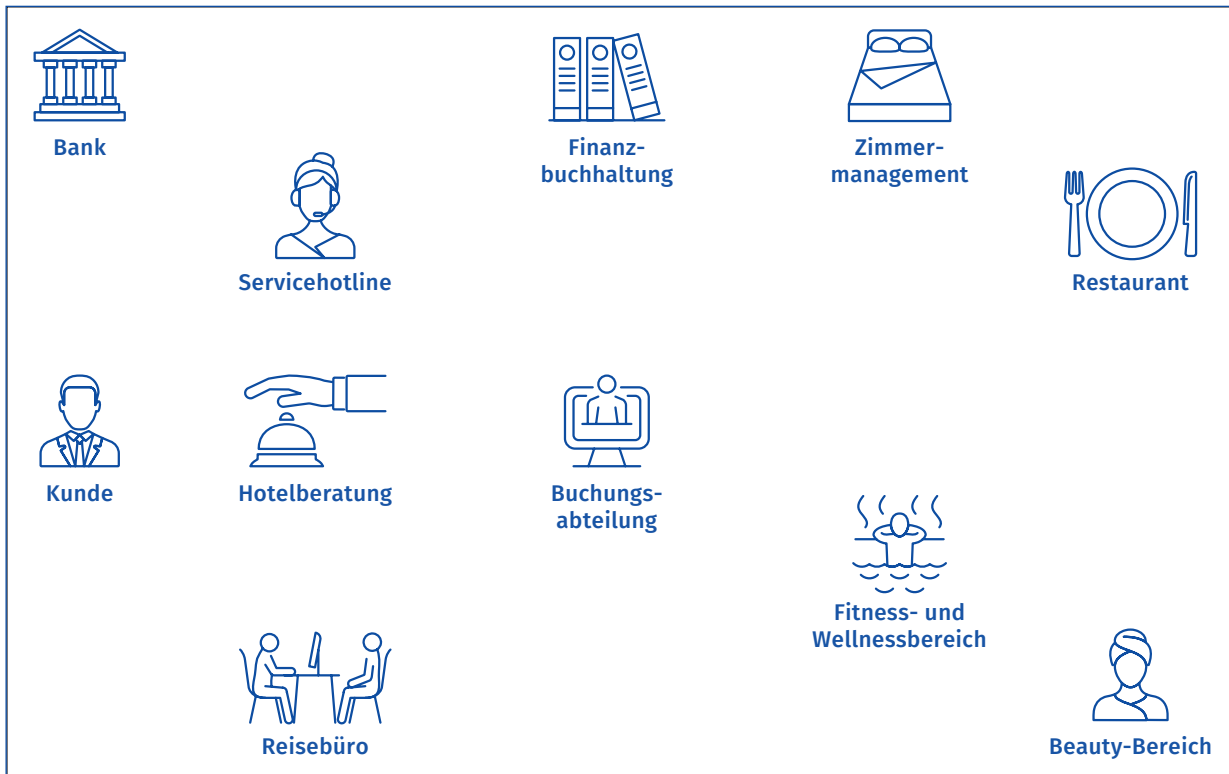 Bank
Finanz-
buchhaltung
Zimmer-
management
Servicehotline
Restaurant
Kunde
Hotelberatung
Buchungs-
abteilung
Fitness- und
Wellnessbereich
Reisebüro
Beauty-Bereich